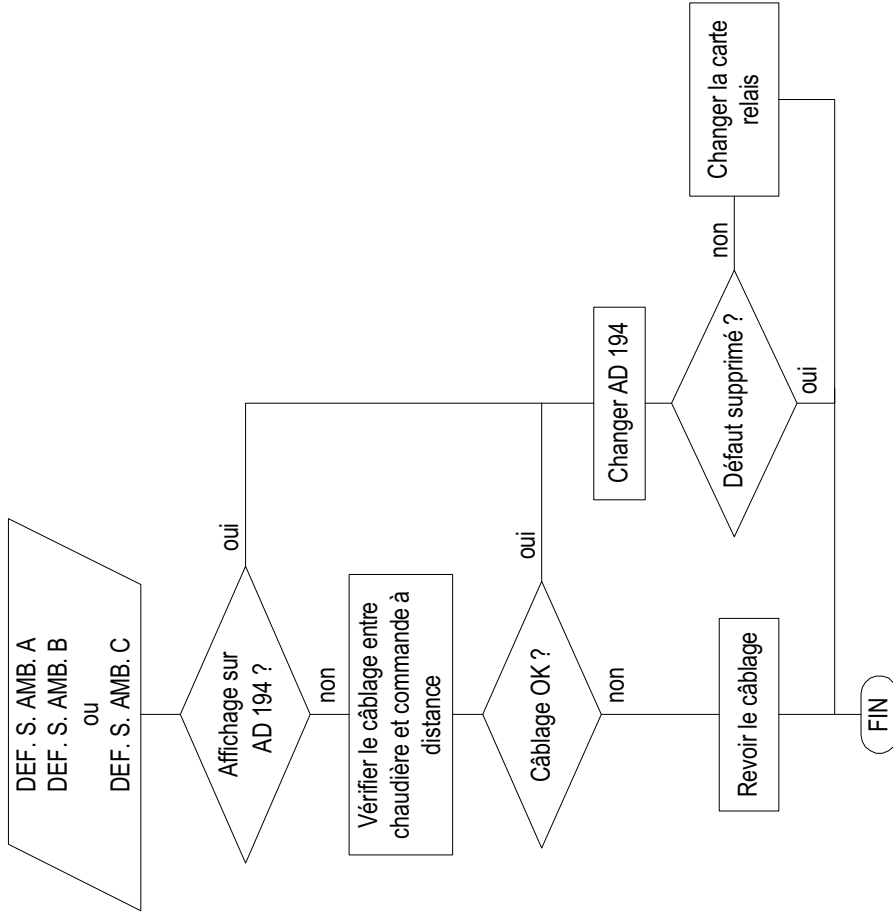 DEF. S. AMB. A
DEF. S. AMB. B
ou
DEF. S. AMB. C
Affichage sur
AD 194 ?
oui
non
Vérifier le câblage entre
chaudière et commande à
distance
Câblage OK ?
oui
non
Revoir le câblage
Changer AD 194
Défaut supprimé ?
non
oui
Changer la carte
relais
FIN